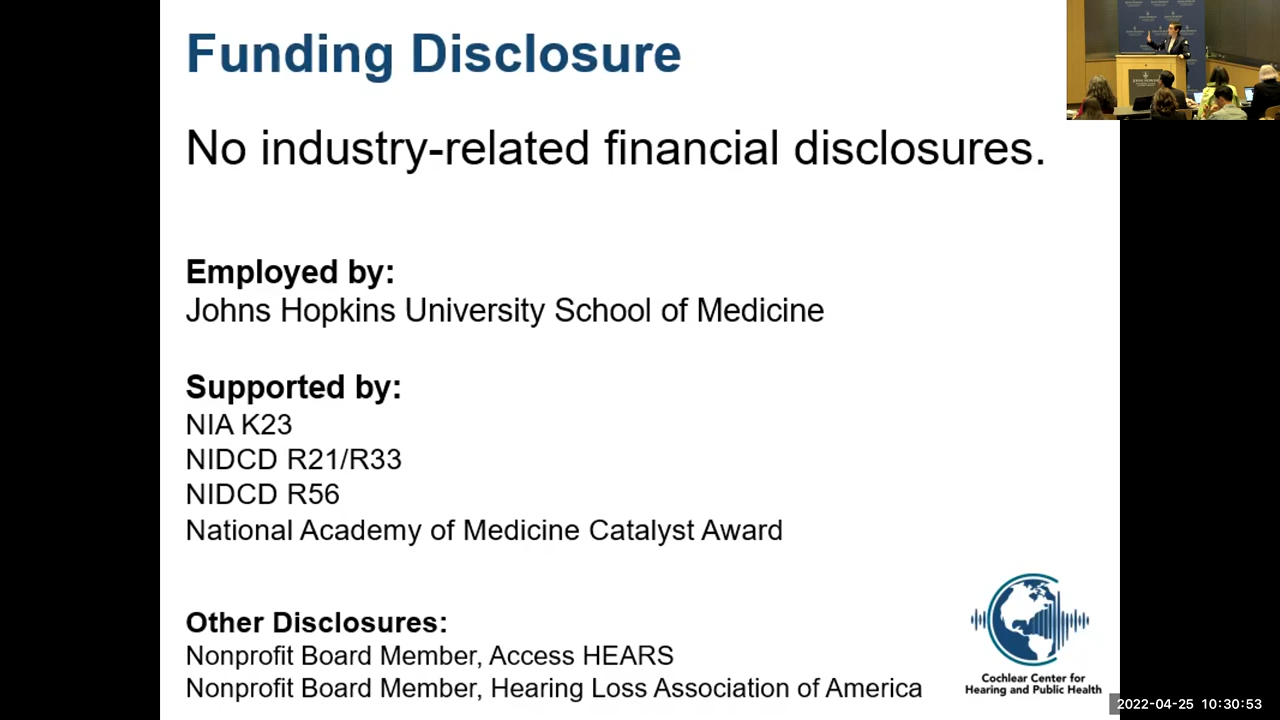 Funding Disclosure
No industry-related financial disclosures.
Employed by:
Johns Hopkins University School of Medicine
Supported by:
NIA K23
NIDCD R21/R33
NIDCD R56
National Academy of Medicine Catalyst Award
Other Disclosures:
Nonprofit Board Member, Access HEARS
Nonprofit Board Member, Hearing Loss Association of America
Cochlear Center for
Hearing and Public Health
2022-04-25 10:30:53